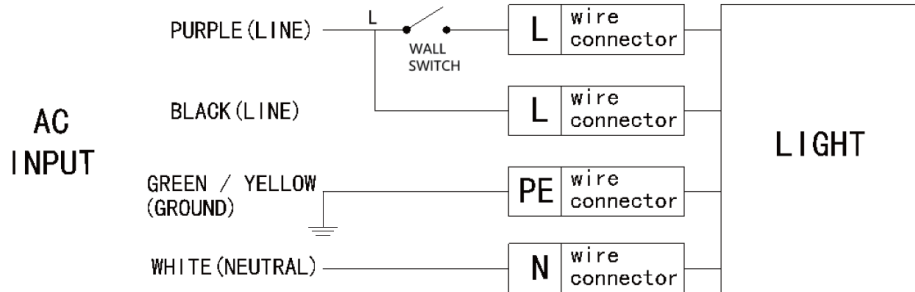 PURPLE(LINE)
L
WALL
SWITCH
L
wire
connector
BLACK(LINE)
L
wire
connector
AC
INPUT
LIGHT
GREEN / YELLOW
(GROUND)
PE
wire
connector
WHITE(NEUTRAL)
N
wire
connector